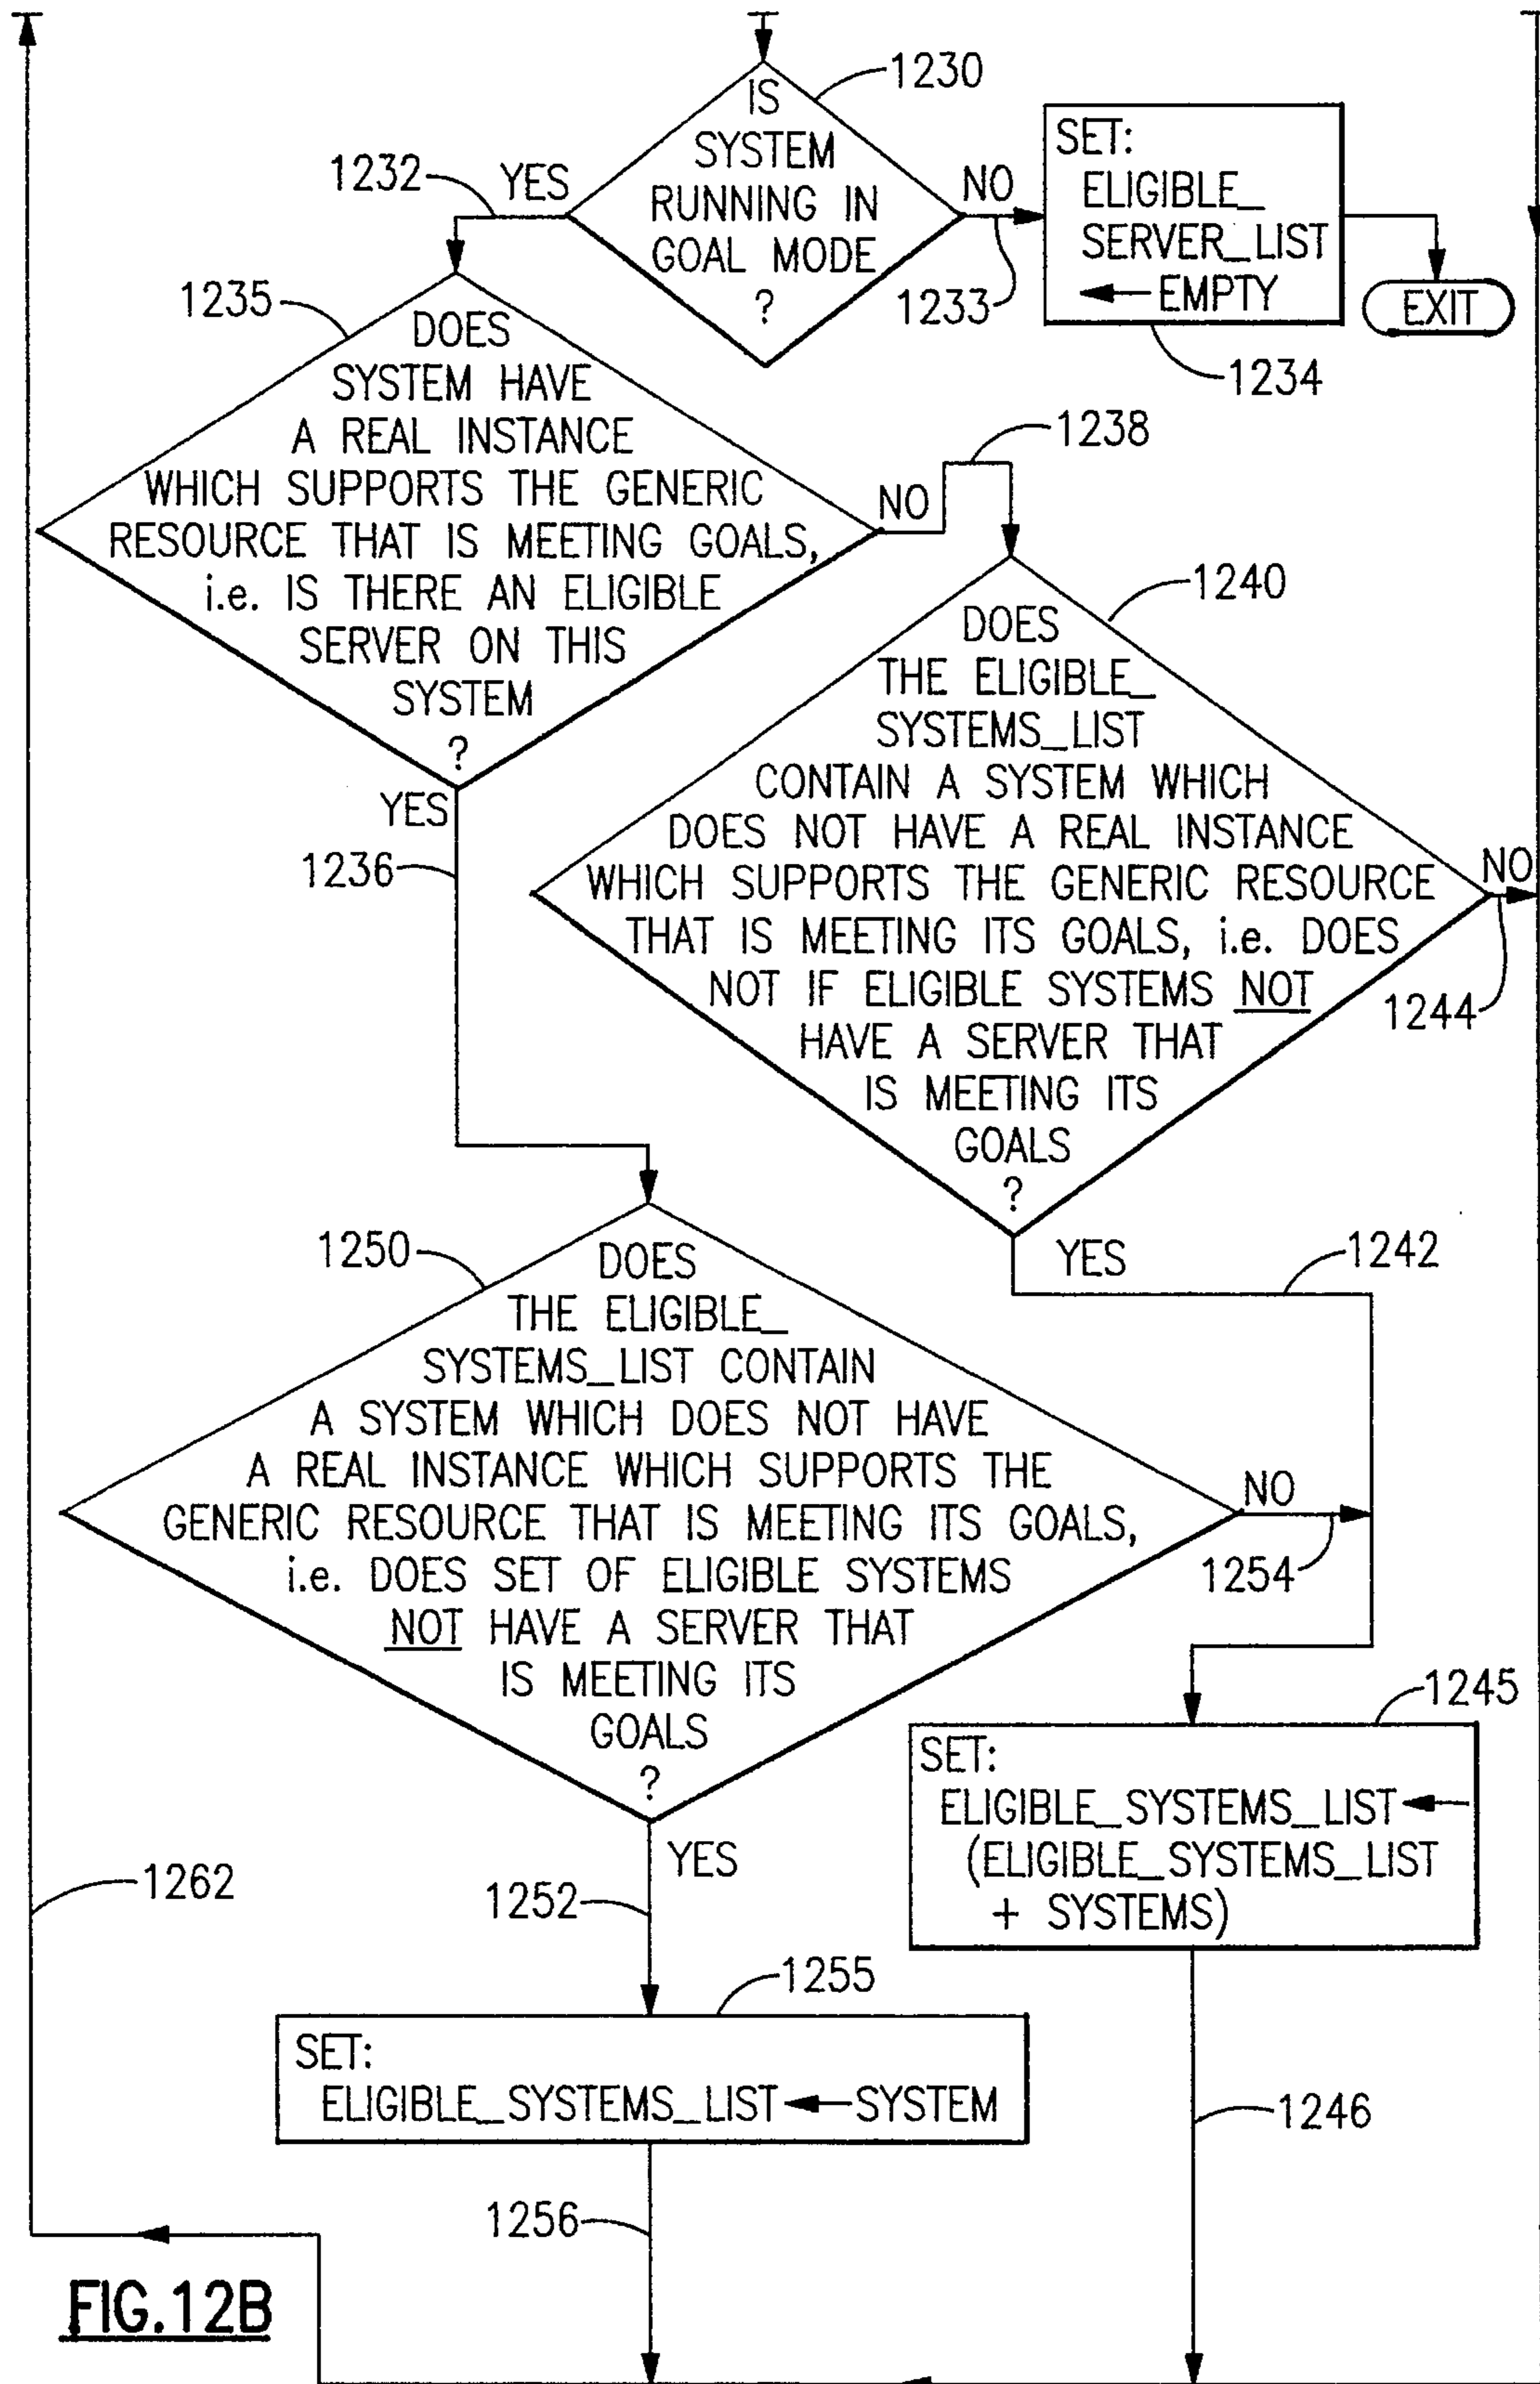 1230
IS
SYSTEM
RUNNING IN
GOAL MODE
?
1232
YES
NO
1233
SET:
ELIGIBLE_
SERVER_LIST
← EMPTY
1234
EXIT
1235
DOES
SYSTEM HAVE
A REAL INSTANCE
WHICH SUPPORTS THE GENERIC
RESOURCE THAT IS MEETING GOALS,
i.e. IS THERE AN ELIGIBLE
SERVER ON THIS
SYSTEM
?
NO
1238
YES
1236
1240
DOES
THE ELIGIBLE_
SYSTEMS_LIST
CONTAIN A SYSTEM WHICH
DOES NOT HAVE A REAL INSTANCE
WHICH SUPPORTS THE GENERIC RESOURCE
THAT IS MEETING ITS GOALS, i.e. DOES
NOT IF ELIGIBLE SYSTEMS NOT
HAVE A SERVER THAT
IS MEETING ITS
GOALS
?
NO
1244
YES
1242
1250
DOES
THE ELIGIBLE_
SYSTEMS_LIST CONTAIN
A SYSTEM WHICH DOES NOT HAVE
A REAL INSTANCE WHICH SUPPORTS THE
GENERIC RESOURCE THAT IS MEETING ITS GOALS,
i.e. DOES SET OF ELIGIBLE SYSTEMS
NOT HAVE A SERVER THAT
IS MEETING ITS
GOALS
?
NO
1254
YES
1252
1245
SET:
ELIGIBLE_SYSTEMS_LIST ←
(ELIGIBLE_SYSTEMS_LIST
+ SYSTEMS)
1246
1255
SET:
ELIGIBLE_SYSTEMS_LIST ← SYSTEM
1256
1262
FIG.12B